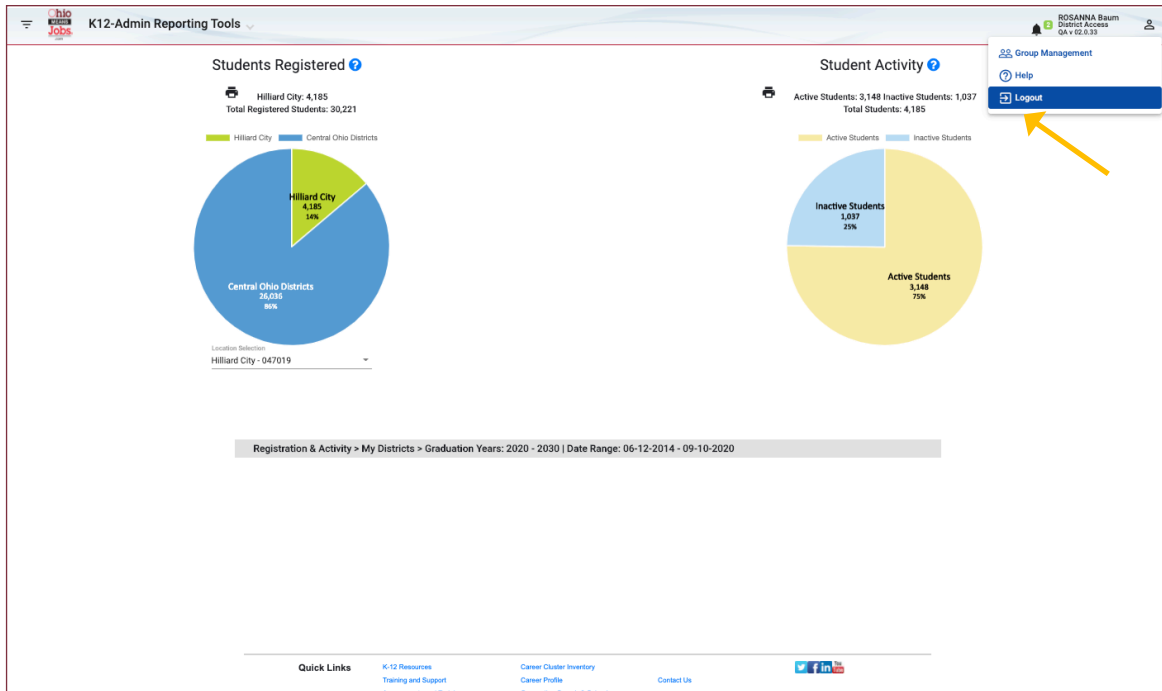 Ohio
MEANS
Jobs
.com
K12-Admin Reporting Tools
2
ROSANNA Baum
District Access
QA v 02.0.33
Group Management
Help
Logout
Students Registered ?
Hilliard City: 4,185
Total Registered Students: 30,221
Hilliard City Central Ohio Districts
Hilliard City
4,185
14%
Central Ohio Districts
26,036
86%
Location Selection
Hilliard City - 047019
Student Activity ?
Active Students: 3,148 Inactive Students: 1,037
Total Students: 4,185
Active Students Inactive Students
Inactive Students
1,037
25%
Active Students
3,148
75%
Registration & Activity > My Districts > Graduation Years: 2020 - 2030 | Date Range: 06-12-2014 - 09-10-2020
Quick Links
K-12 Resources
Training and Support
Career Cluster Inventory
Career Profile
Contact Us
f in You